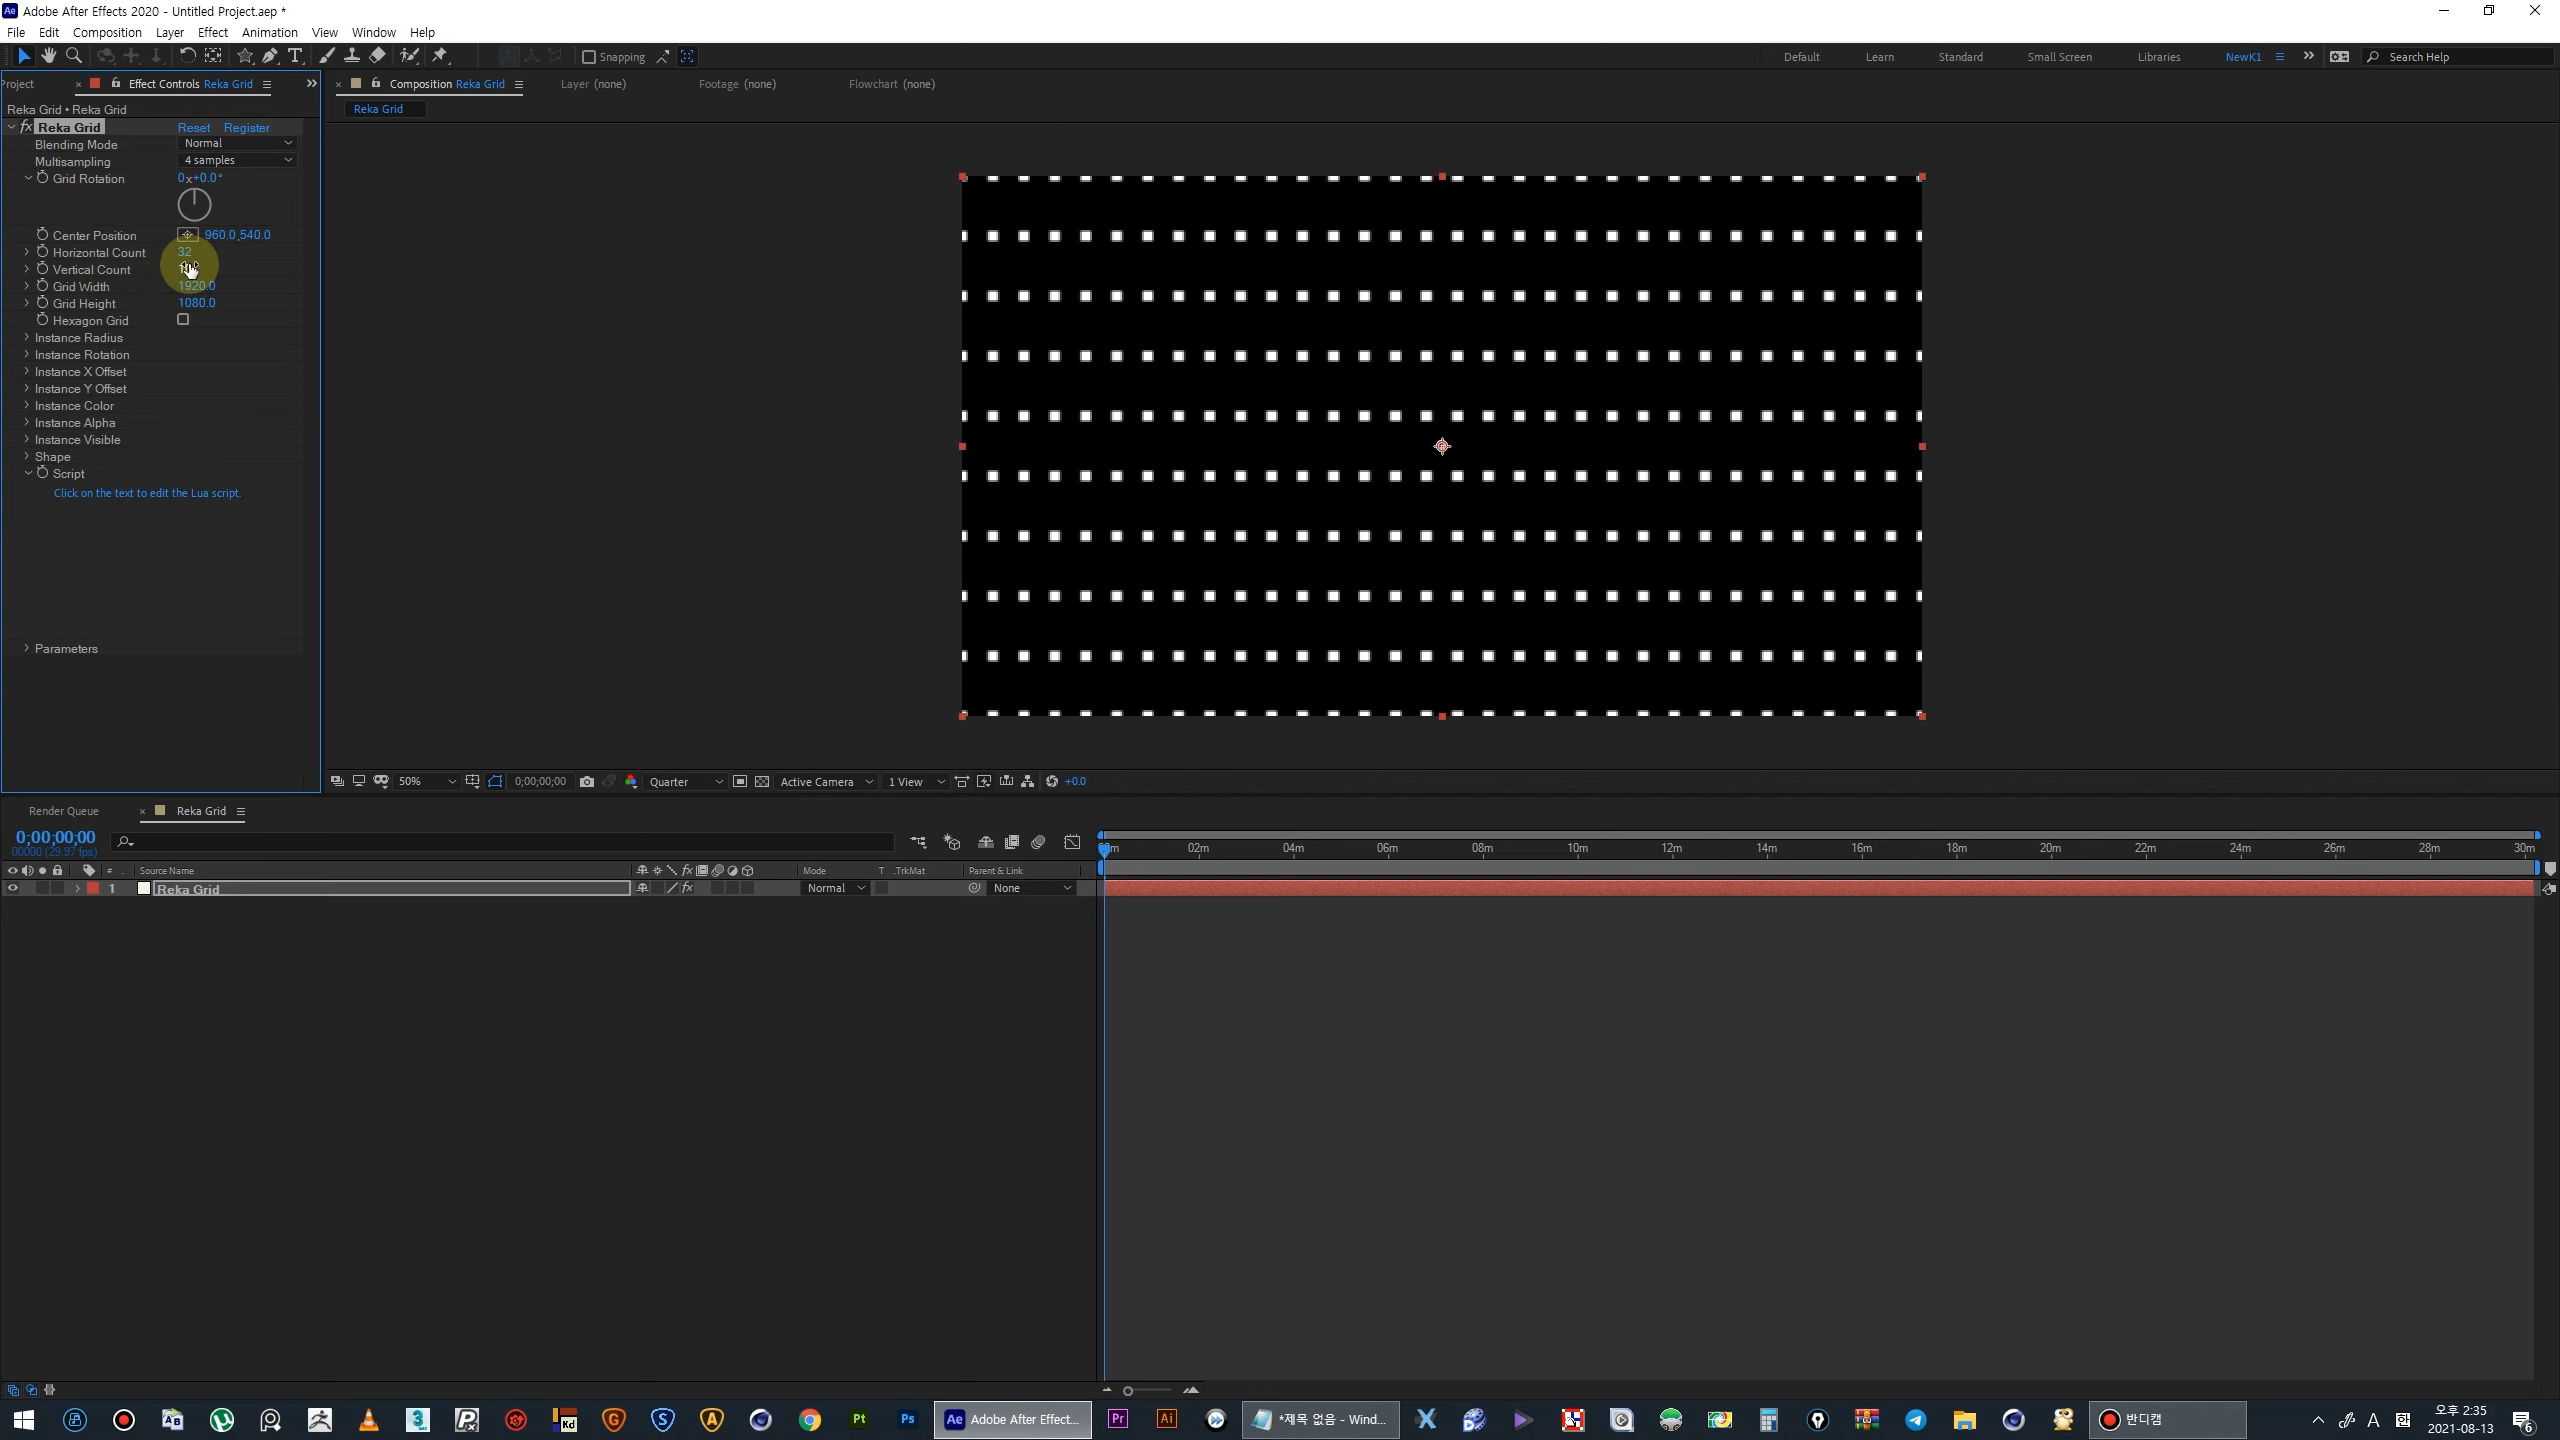 Adobe After Effects 2020 - Untitled Project.aep *
File Edit Composition Layer Effect Animation View Window Help
Snapping
Default Learn Standard Small Screen Libraries NewK1 Search Help
roject Effect Controls Reka Grid
Composition Reka Grid Layer (none) Footage (none) Flowchart (none)
Reka Grid • Reka Grid
Reka Grid
fx Reka Grid Reset Register
Blending Mode Normal
Multisampling 4 samples
Grid Rotation 0x+0.0°
Center Position 960.0,540.0
Horizontal Count 32
Vertical Count
Grid Width 1920.0
Grid Height 1080.0
Hexagon Grid
Instance Radius
Instance Rotation
Instance X Offset
Instance Y Offset
Instance Color
Instance Alpha
Instance Visible
Shape
Script
Click on the text to edit the Lua script.
Parameters
50% 0;00;00;00 Quarter Active Camera 1 View +0.0
Render Queue Reka Grid
0;00;00;00
00000 (29.97 fps)
02m 04m 06m 08m 10m 12m 14m 16m 18m 20m 22m 24m 26m 28m 30m
# Source Name fx Mode T .TrkMat Parent & Link
1 Reka Grid fx Normal None
Adobe After Effect... *제목 없음 - Wind... 반디캠
A 한 오후 2:35
2021-08-13
6